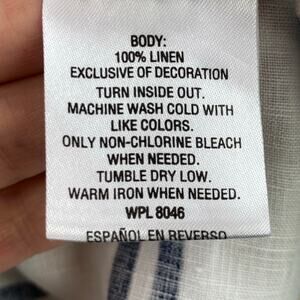 BODY:
100% LINEN
EXCLUSIVE OF DECORATION
TURN INSIDE OUT.
MACHINE WASH COLD WITH
LIKE COLORS.
ONLY NON-CHLORINE BLEACH
WHEN NEEDED.
TUMBLE DRY LOW.
WARM IRON WHEN NEEDED.
WPL 8046
ESPAÑOL EN REVERSO